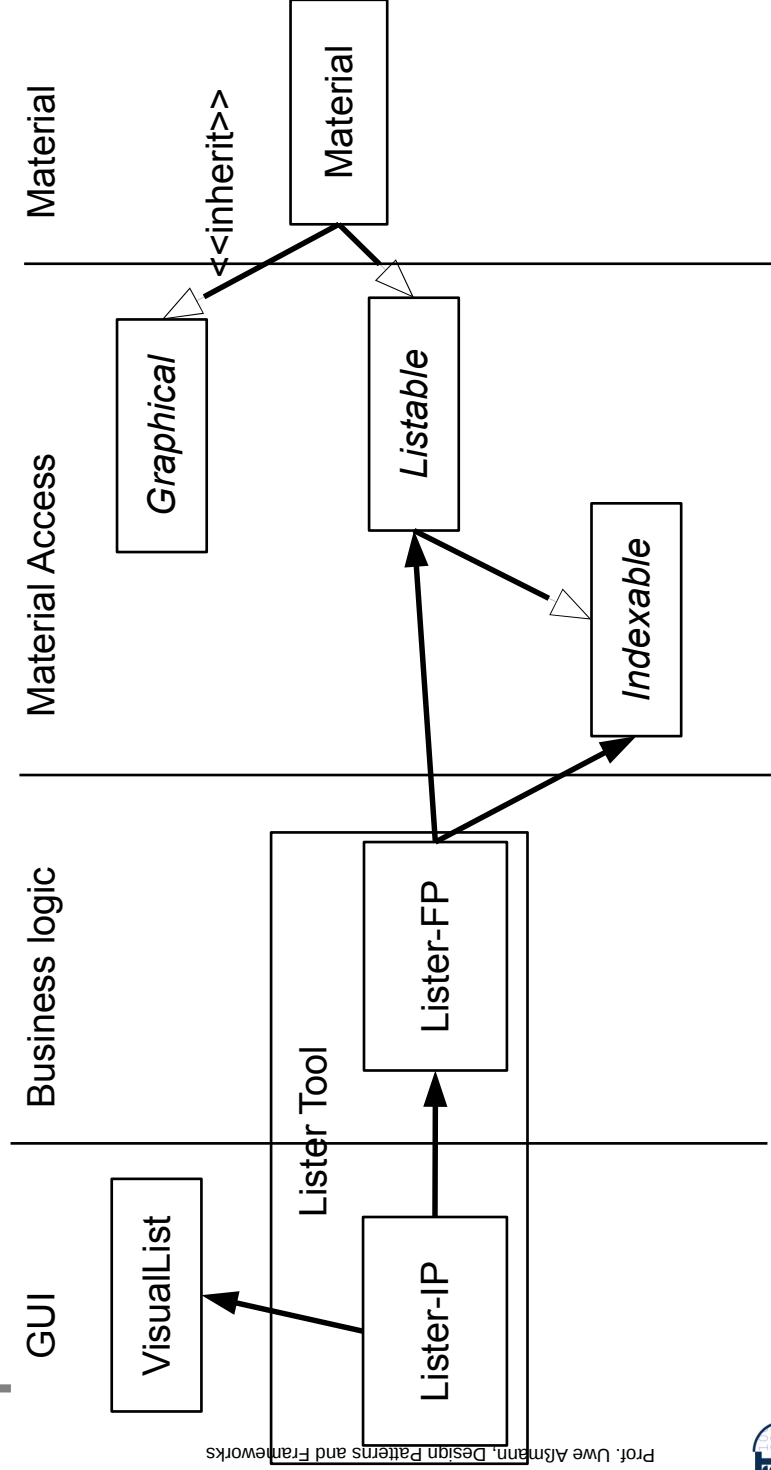 GUI
Business logic
Material Access
Material
VisualList
Graphical
<<inherit>>
Lister Tool
Lister-IP
Lister-FP
Listable
Material
Indexable
Prof. Uwe Aßmann, Design Patterns and Frameworks